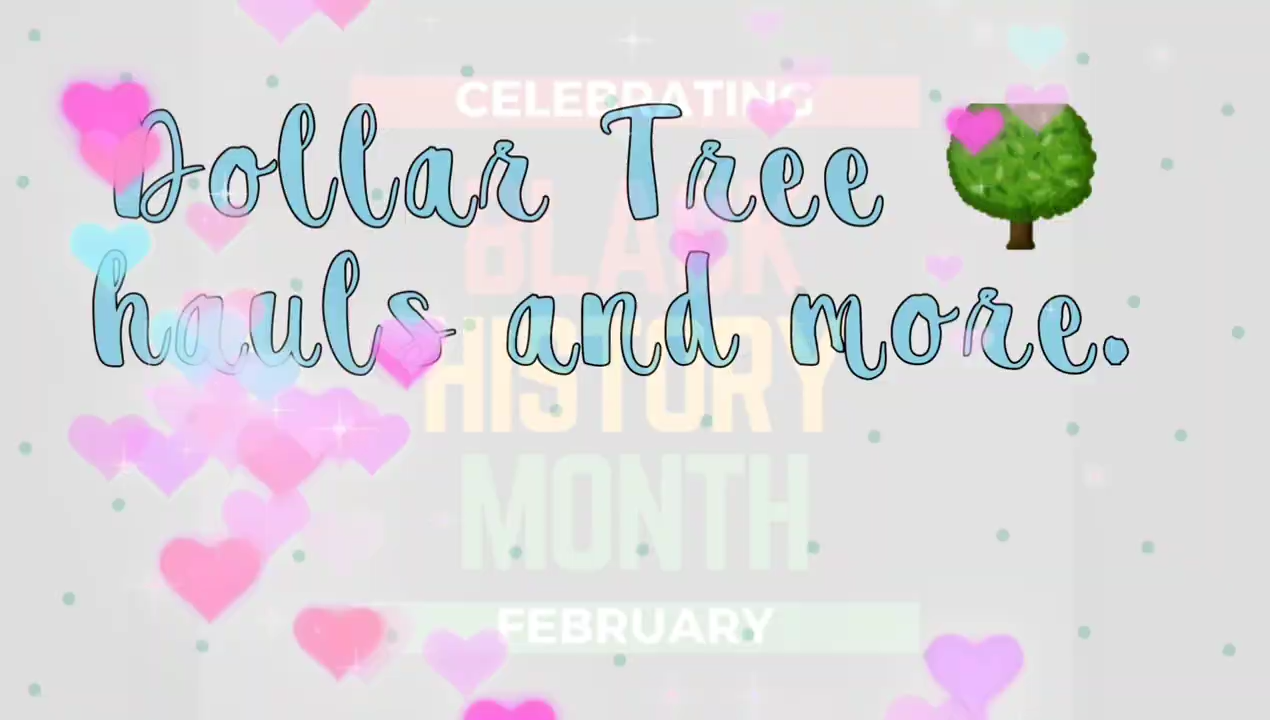 CELEBRATING
Dollar Tree
BLACK
hauls and more.
HISTORY
MONTH
FEBRUARY